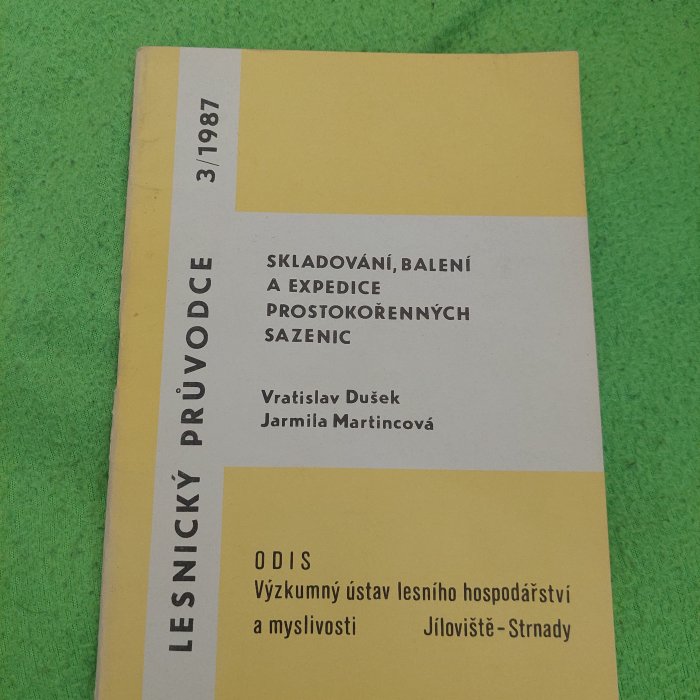 LESNICKÝ PRŮVODCE 3/1987
SKLADOVÁNÍ, BALENÍ
A EXPEDICE
PROSTOKOŘENNÝCH
SAZENIC
Vratislav Dušek
Jarmila Martincová
ODIS
Výzkumný ústav lesního hospodářství
a myslivosti Jíloviště-Strnady